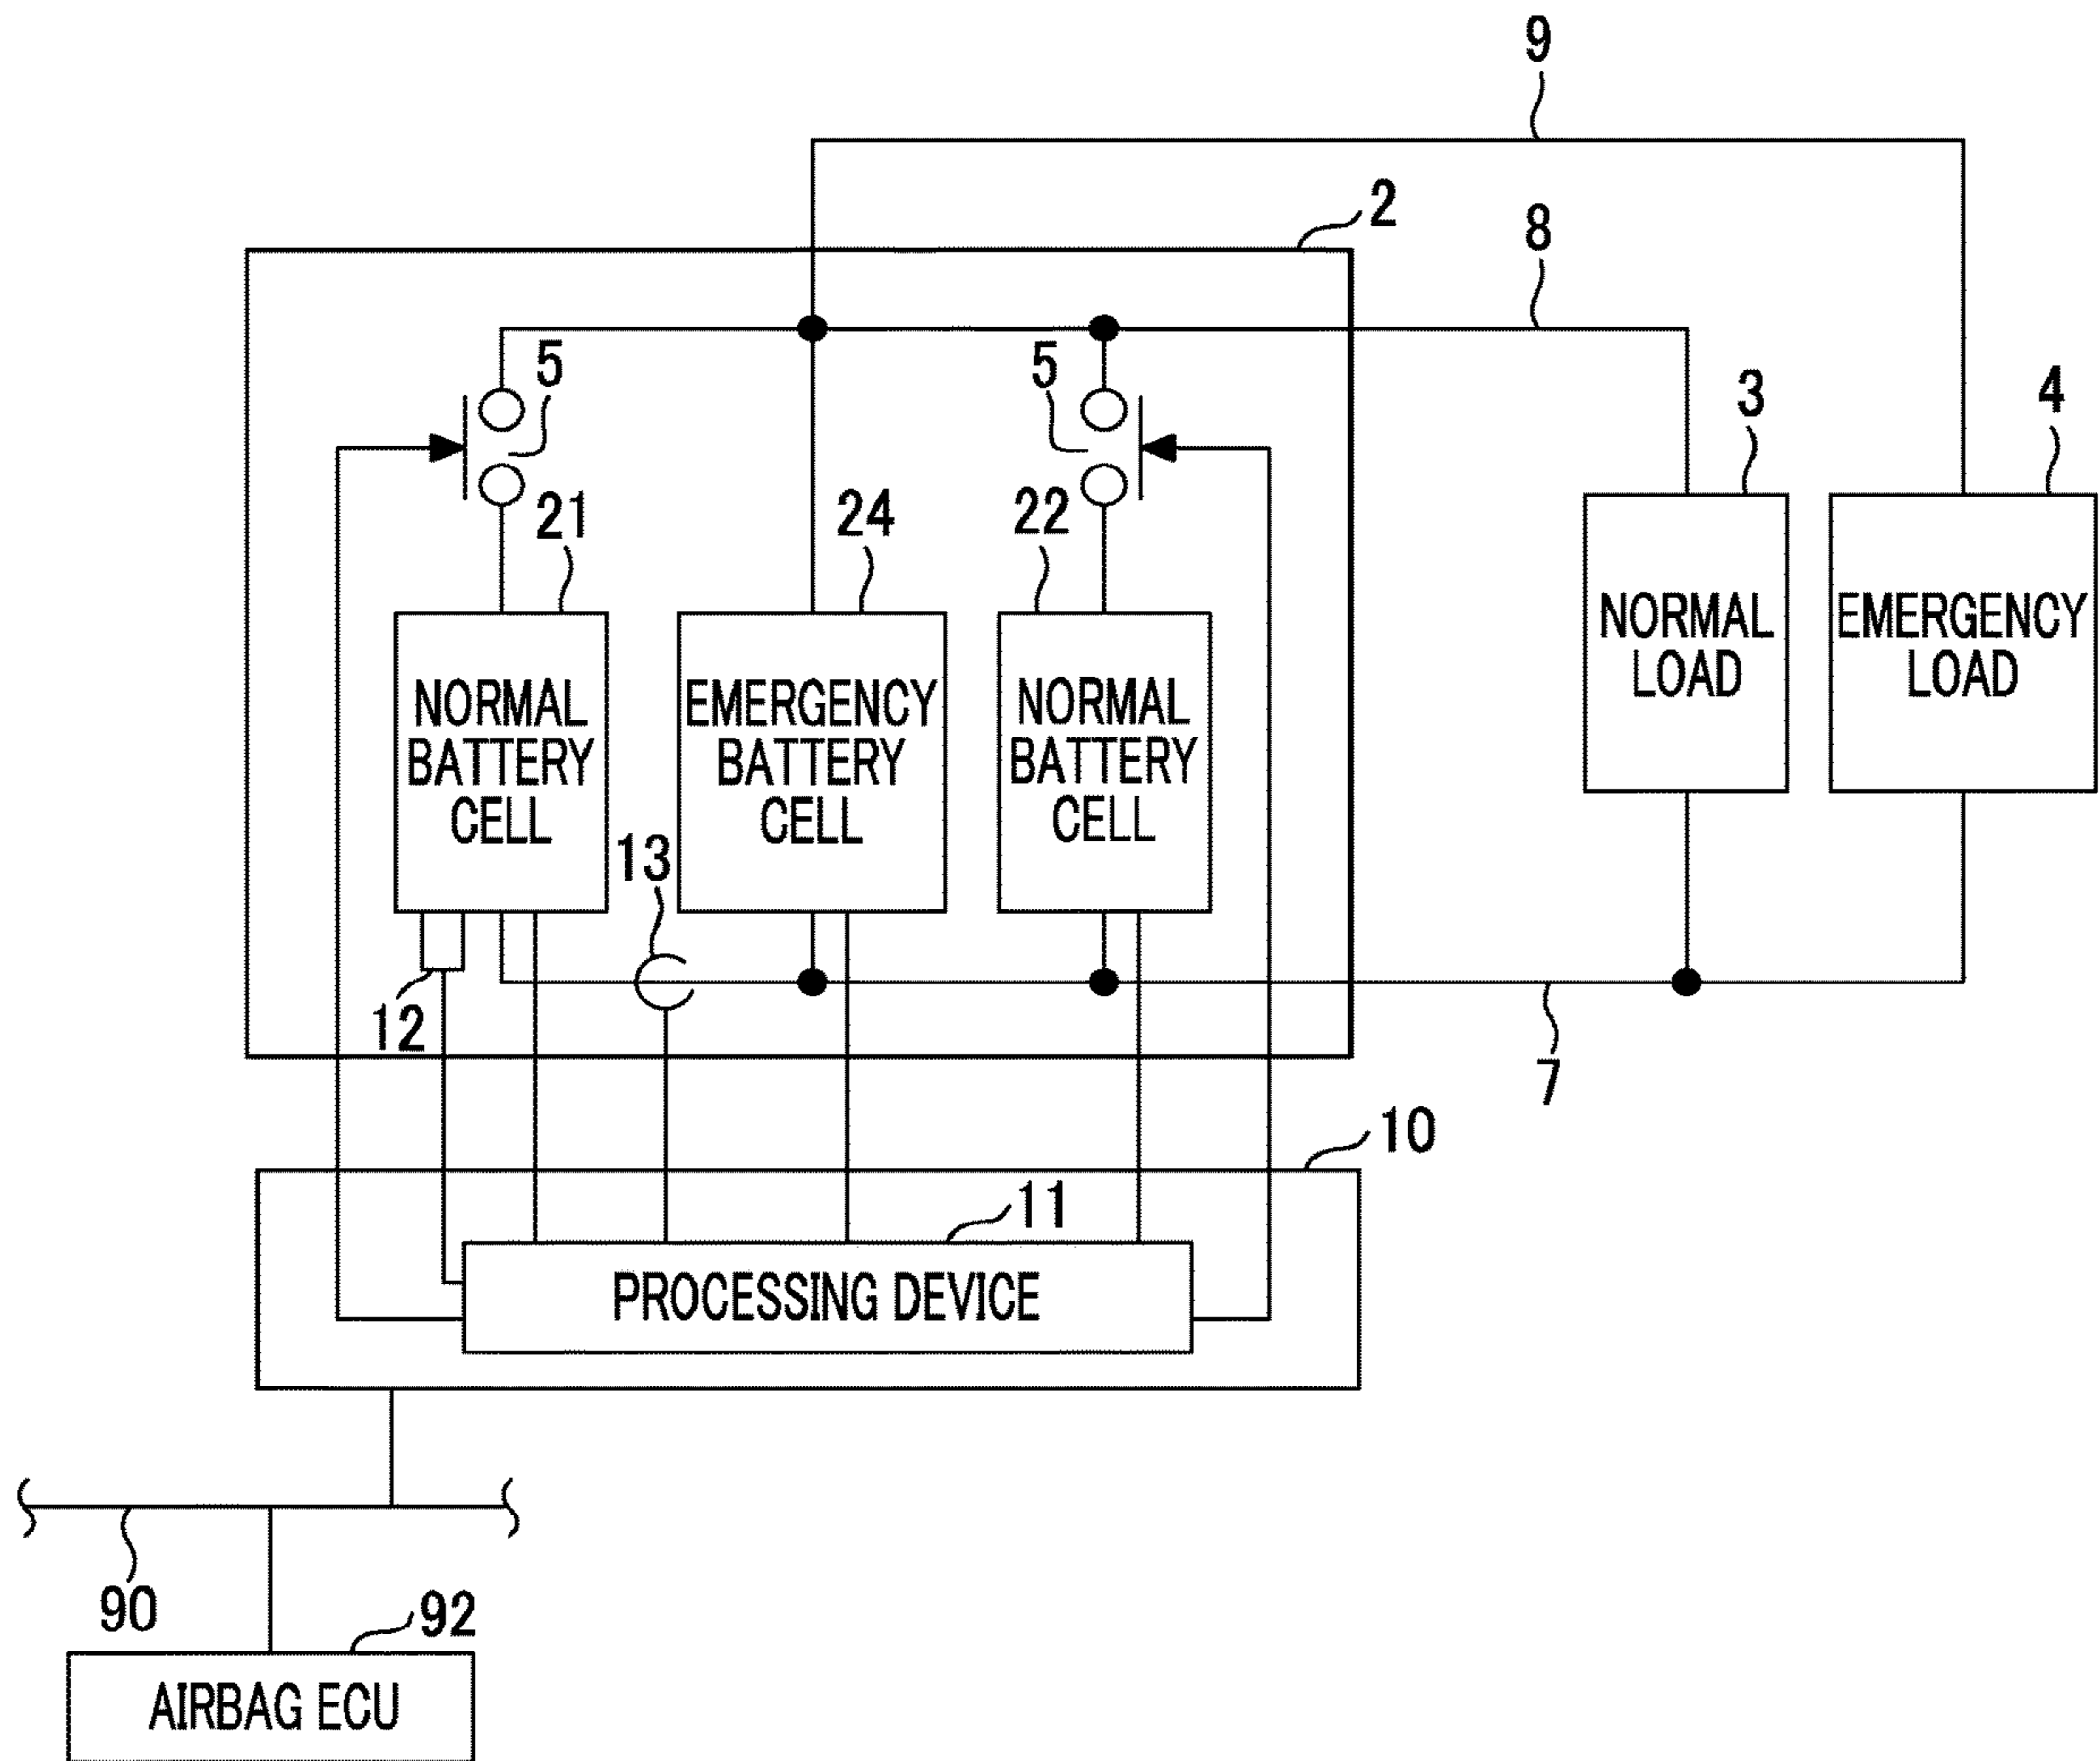 9
2
8
5
5
3
4
21
24
22
NORMAL
LOAD
EMERGENCY
LOAD
NORMAL
BATTERY
CELL
EMERGENCY
BATTERY
CELL
NORMAL
BATTERY
CELL
13
12
7
10
11
PROCESSING DEVICE
90
92
AIRBAG ECU